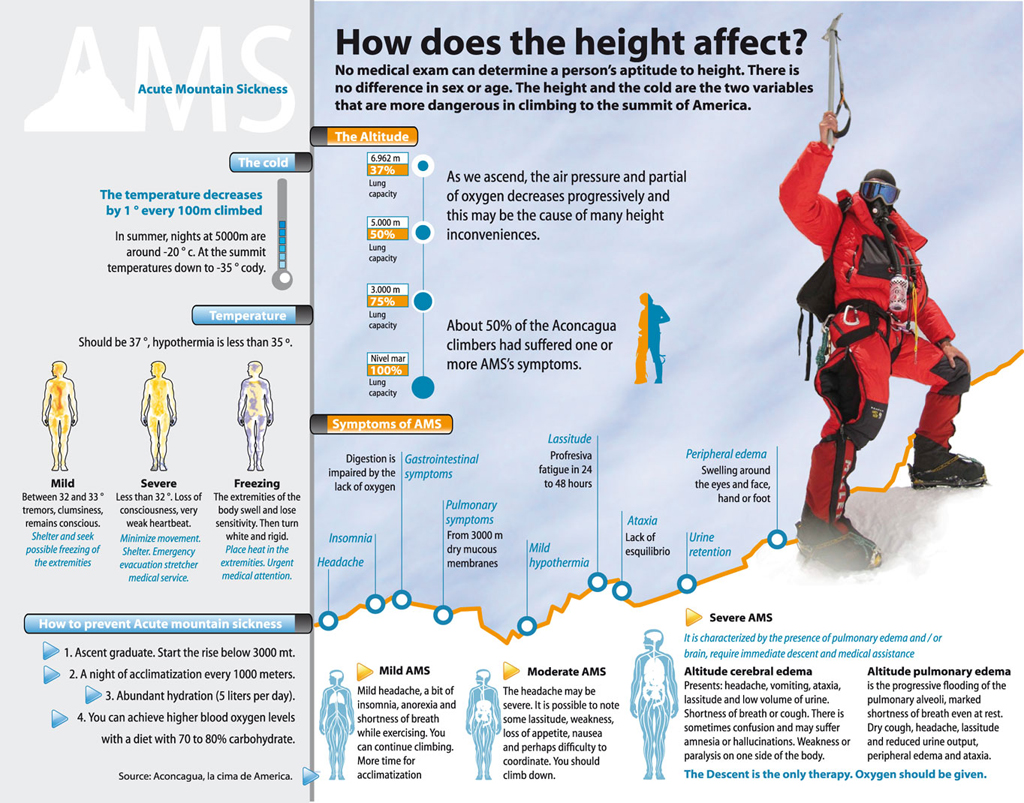 AMS
Acute Mountain Sickness
How does the height affect?
No medical exam can determine a person's aptitude to height. There is
no difference in sex or age. The height and the cold are the two variables
that are more dangerous in climbing to the summit of America.
The cold
The temperature decreases
by 1 ° every 100m climbed
In summer, nights at 5000m are
around -20 ° c. At the summit
temperatures down to -35 ° cody.
Temperature
Should be 37 °, hypothermia is less than 35 º.
Mild
Between 32 and 33 °
tremors, clumsiness,
remains conscious.
Shelter and seek
possible freezing of
the extremities
Severe
Less than 32 °. Loss of
consciousness, very
weak heartbeat.
Minimize movement.
Shelter. Emergency
evacuation stretcher
medical service.
Freezing
The extremities of the
body swell and lose
sensitivity. Then turn
white and rigid.
Place heat in the
extremities. Urgent
medical attention.
How to prevent Acute mountain sickness
1. Ascent graduate. Start the rise below 3000 mt.
2. A night of acclimatization every 1000 meters.
3. Abundant hydration (5 liters per day).
4. You can achieve higher blood oxygen levels
with a diet with 70 to 80% carbohydrate.
Source: Aconcagua, la cima de America.
The Altitude
6.962 m
37%
Lung
capacity
5.000 m
50%
Lung
capacity
3.000 m
75%
Lung
capacity
Nivel mar
100%
Lung
capacity
As we ascend, the air pressure and partial
of oxygen decreases progressively and
this may be the cause of many height
inconveniences.
About 50% of the Aconcagua
climbers had suffered one or
more AMS's symptoms.
Symptoms of AMS
Headache
Insomnia
Digestion is
impaired by the
lack of oxygen
Gastrointestinal
symptoms
Pulmonary
symptoms
From 3000 m
dry mucous
membranes
Mild
hypothermia
Lassitude
Profresiva
fatigue in 24
to 48 hours
Ataxia
Lack of
esquilibrio
Urine
retention
Peripheral edema
Swelling around
the eyes and face,
hand or foot
Mild AMS
Mild headache, a bit of
insomnia, anorexia and
shortness of breath
while exercising. You
can continue climbing.
More time for
acclimatization
Moderate AMS
The headache may be
severe. It is possible to note
some lassitude, weakness,
loss of appetite, nausea
and perhaps difficulty to
coordinate. You should
climb down.
Severe AMS
It is characterized by the presence of pulmonary edema and / or
brain, require immediate descent and medical assistance
Altitude cerebral edema
Presents: headache, vomiting, ataxia,
lassitude and low volume of urine.
Shortness of breath or cough. There is
sometimes confusion and may suffer
amnesia or hallucinations. Weakness or
paralysis on one side of the body.
Altitude pulmonary edema
is the progressive flooding of the
pulmonary alveoli, marked
shortness of breath even at rest.
Dry cough, headache, lassitude
and reduced urine output,
peripheral edema and ataxia.
The Descent is the only therapy. Oxygen should be given.